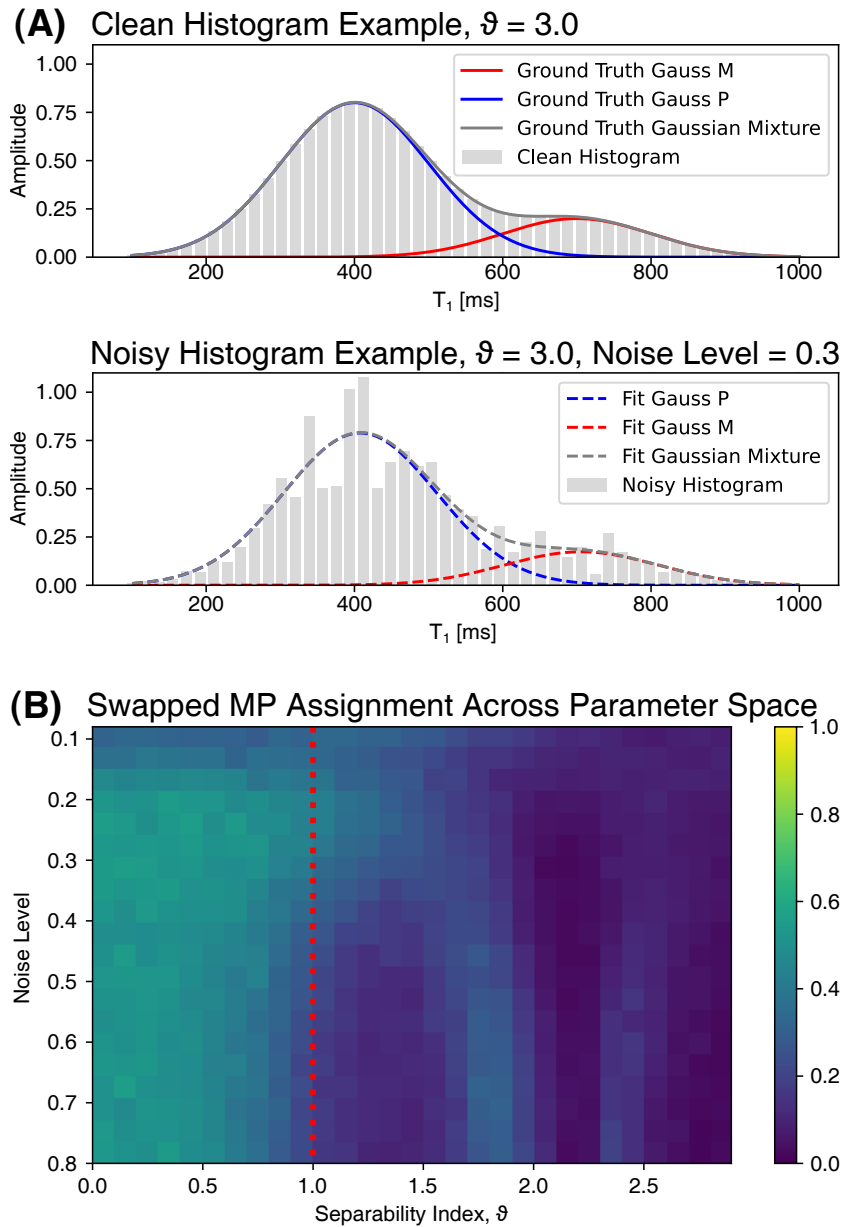 (A) Clean Histogram Example, ϑ = 3.0
1.00
0.75
0.50
0.25
0.00
Amplitude
Ground Truth Gauss M
Ground Truth Gauss P
Ground Truth Gaussian Mixture
Clean Histogram
200 400 600 800 1000
T₁ [ms]
Noisy Histogram Example, ϑ = 3.0, Noise Level = 0.3
1.00
0.75
0.50
0.25
0.00
Amplitude
Fit Gauss P
Fit Gauss M
Fit Gaussian Mixture
Noisy Histogram
200 400 600 800 1000
T₁ [ms]
(B) Swapped MP Assignment Across Parameter Space
0.1
0.2
0.3
0.4
0.5
0.6
0.7
0.8
Noise Level
0.0 0.5 1.0 1.5 2.0 2.5
Separability Index, ϑ
1.0
0.8
0.6
0.4
0.2
0.0